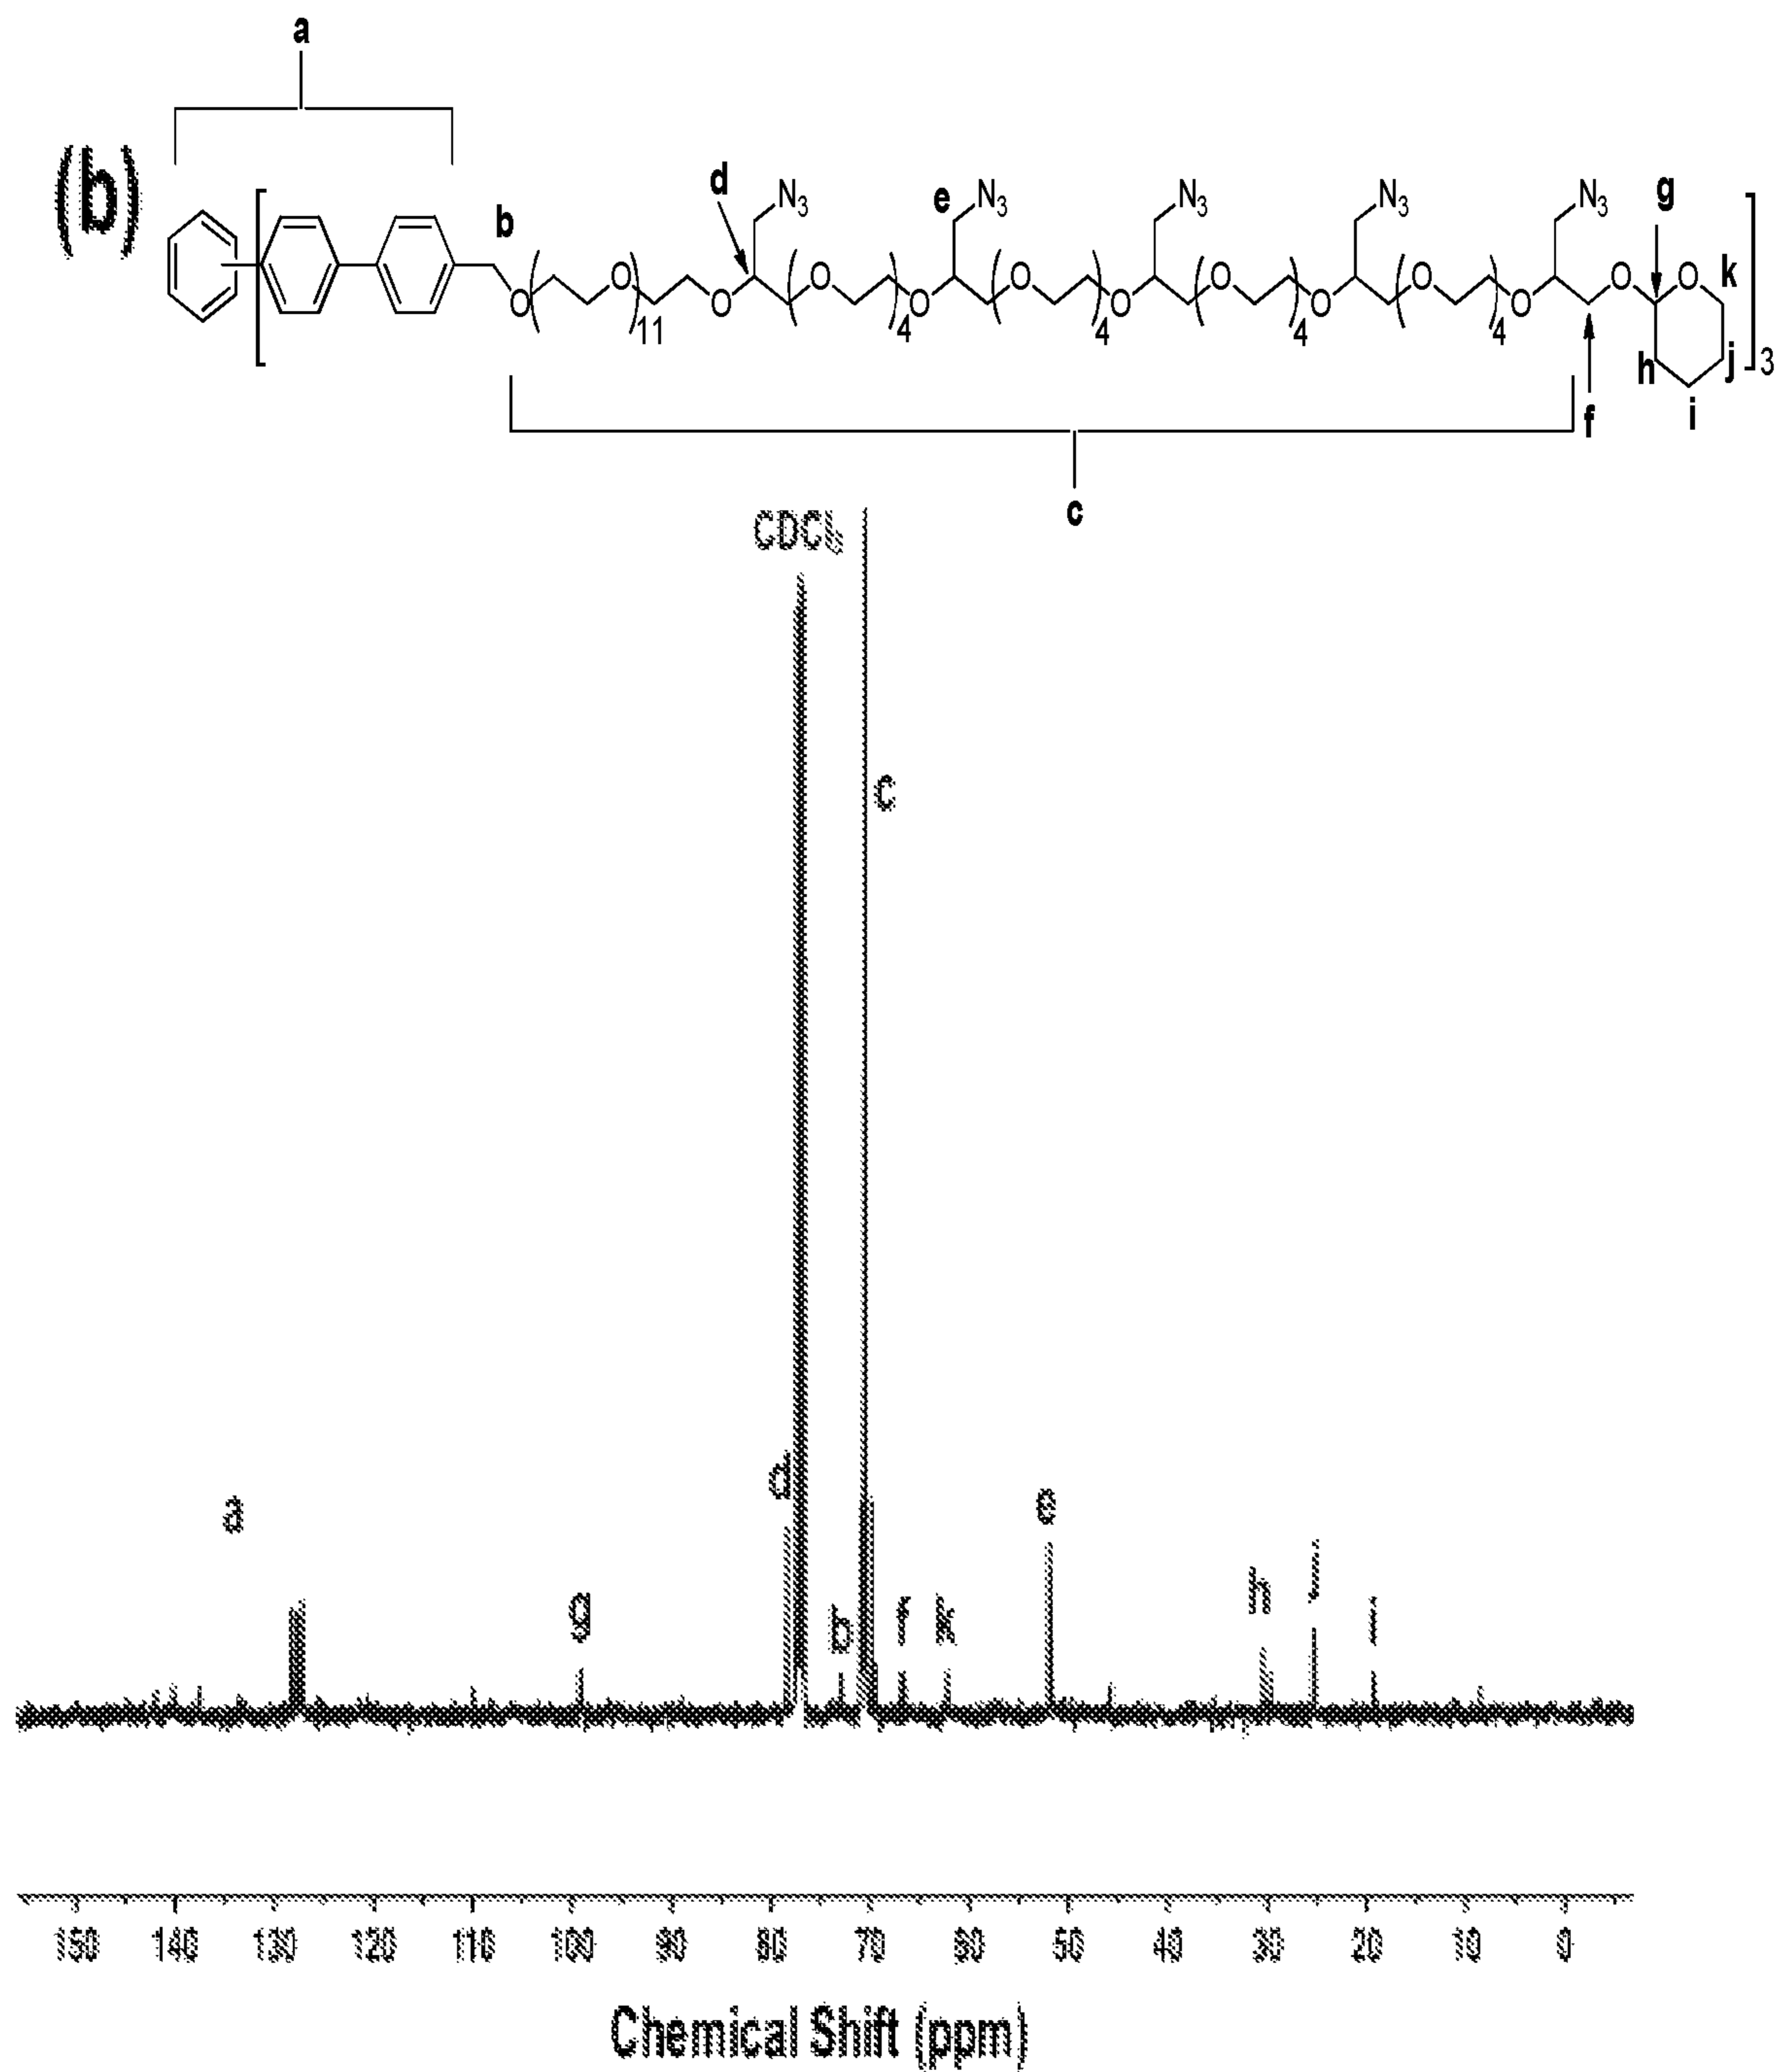 a
(b)
d N₃ e N₃ N₃ N₃ N₃ g
b
O O O O O O O O O O O O O O k
11 4 4 4 4 3
h j
i
f
c
CDCl₃
c
d
a
e
g b f k h j i
150 140 130 120 110 100 90 80 70 60 50 40 30 20 10 0
Chemical Shift (ppm)